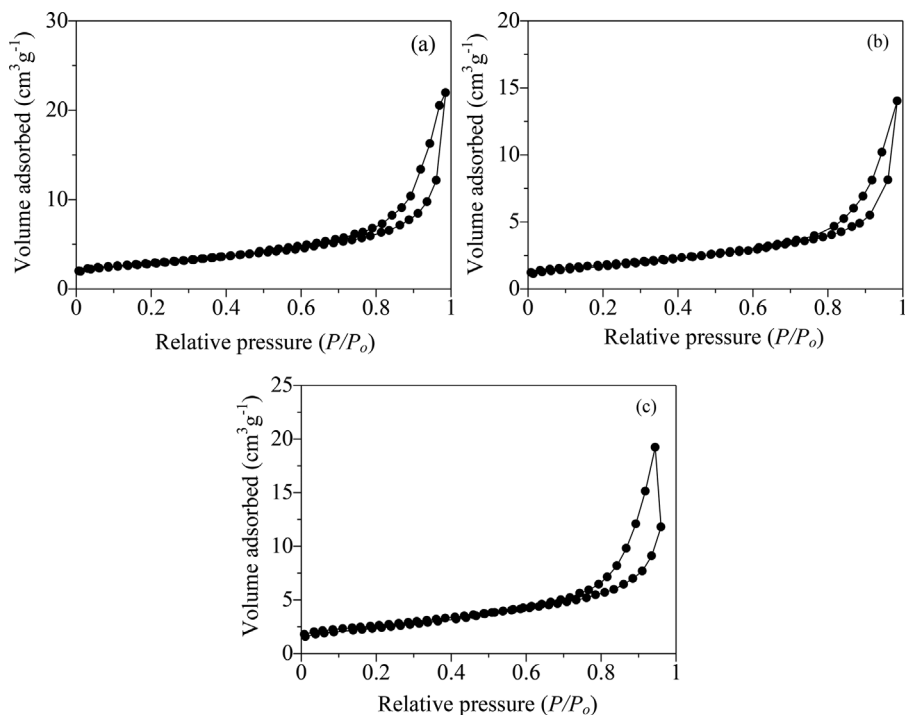 (a)
Volume adsorbed (cm³g⁻¹)
30
20
10
0
0 0.2 0.4 0.6 0.8 1
Relative pressure (P/Pₒ)
(b)
Volume adsorbed (cm³g⁻¹)
20
15
10
5
0
0 0.2 0.4 0.6 0.8 1
Relative pressure (P/Pₒ)
(c)
Volume adsorbed (cm³g⁻¹)
25
20
15
10
5
0
0 0.2 0.4 0.6 0.8 1
Relative pressure (P/Pₒ)